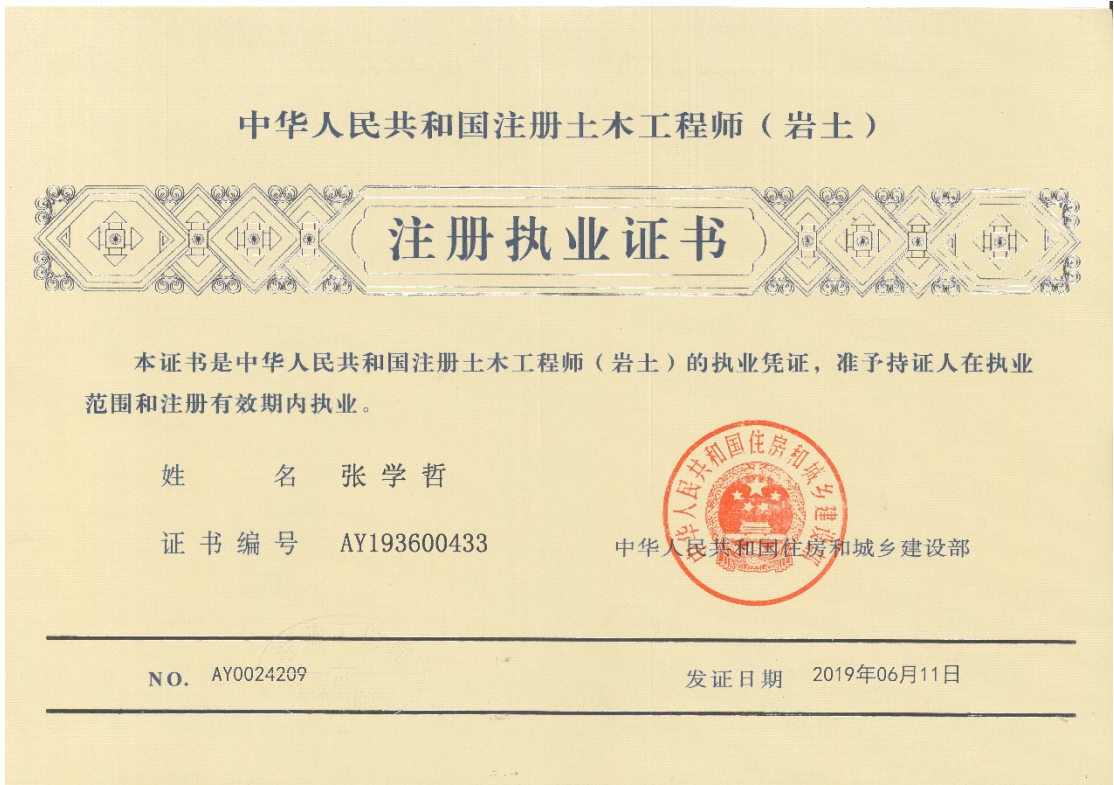 中华人民共和国注册土木工程师（岩土）
注册执业证书
本证书是中华人民共和国注册土木工程师（岩土）的执业凭证，准予持证人在执业
范围和注册有效期内执业。
姓 名 张学哲
证书编号 AY193600433
中华人民共和国住房和城乡建设部
中华人民共和国住房和城乡建设部
NO. AY0024209
发证日期 2019年06月11日